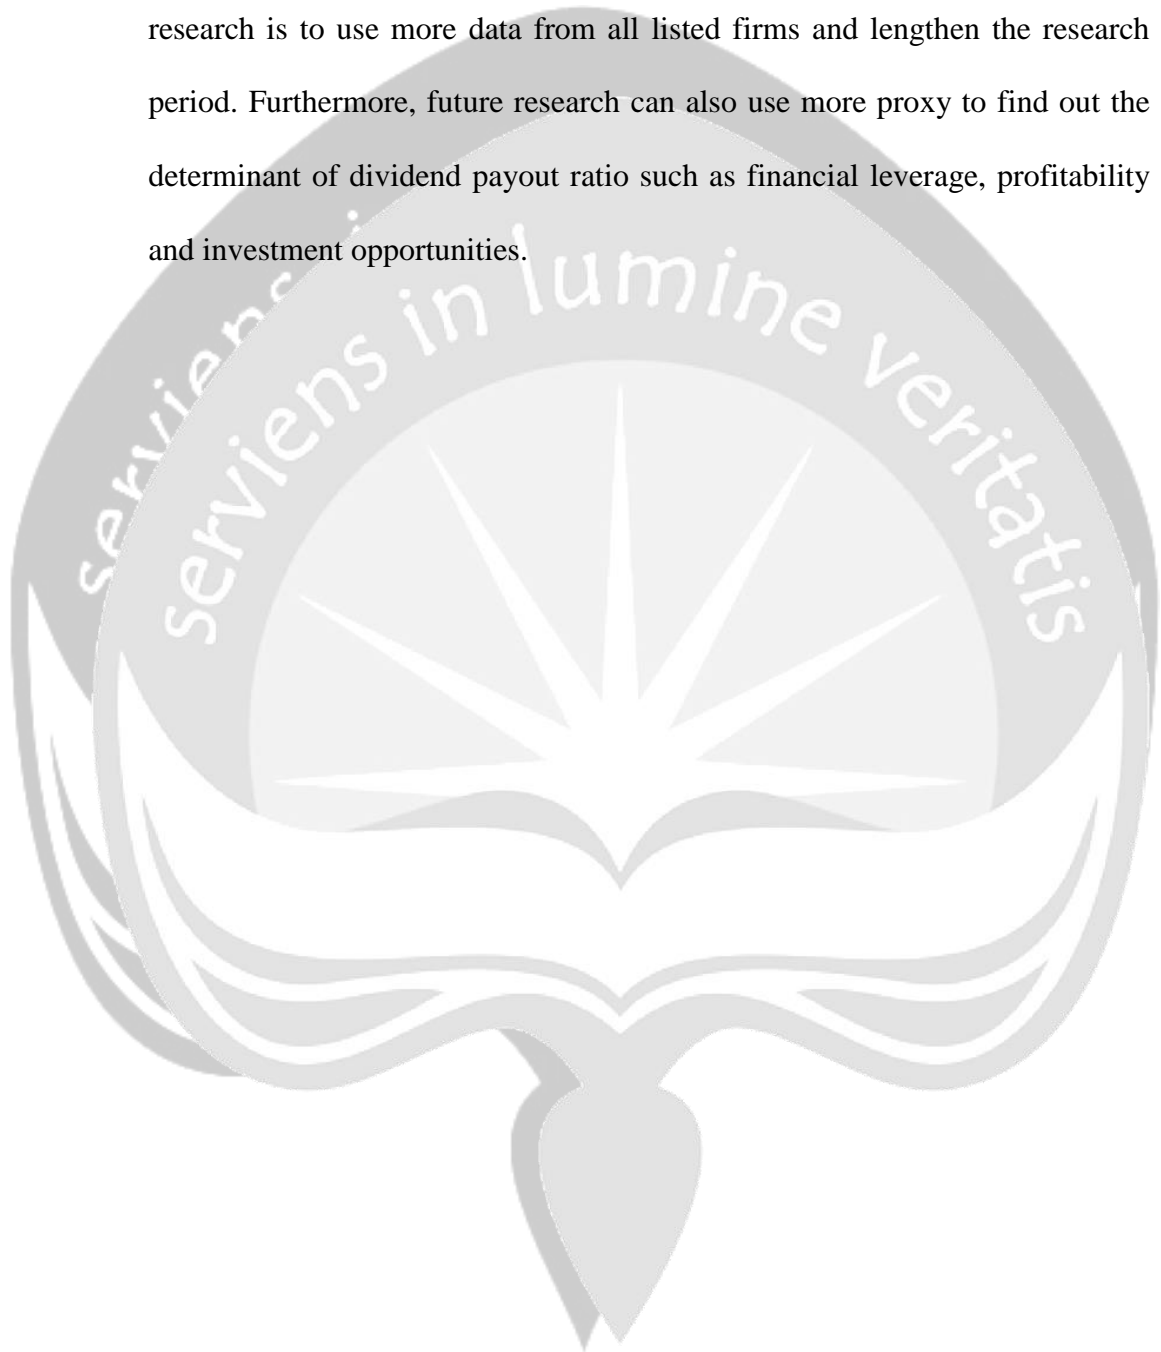 research is to use more data from all listed firms and lengthen the research
period. Furthermore, future research can also use more proxy to find out the
determinant of dividend payout ratio such as financial leverage, profitability
and investment opportunities.
serviens in lumine veritatis
serviens i